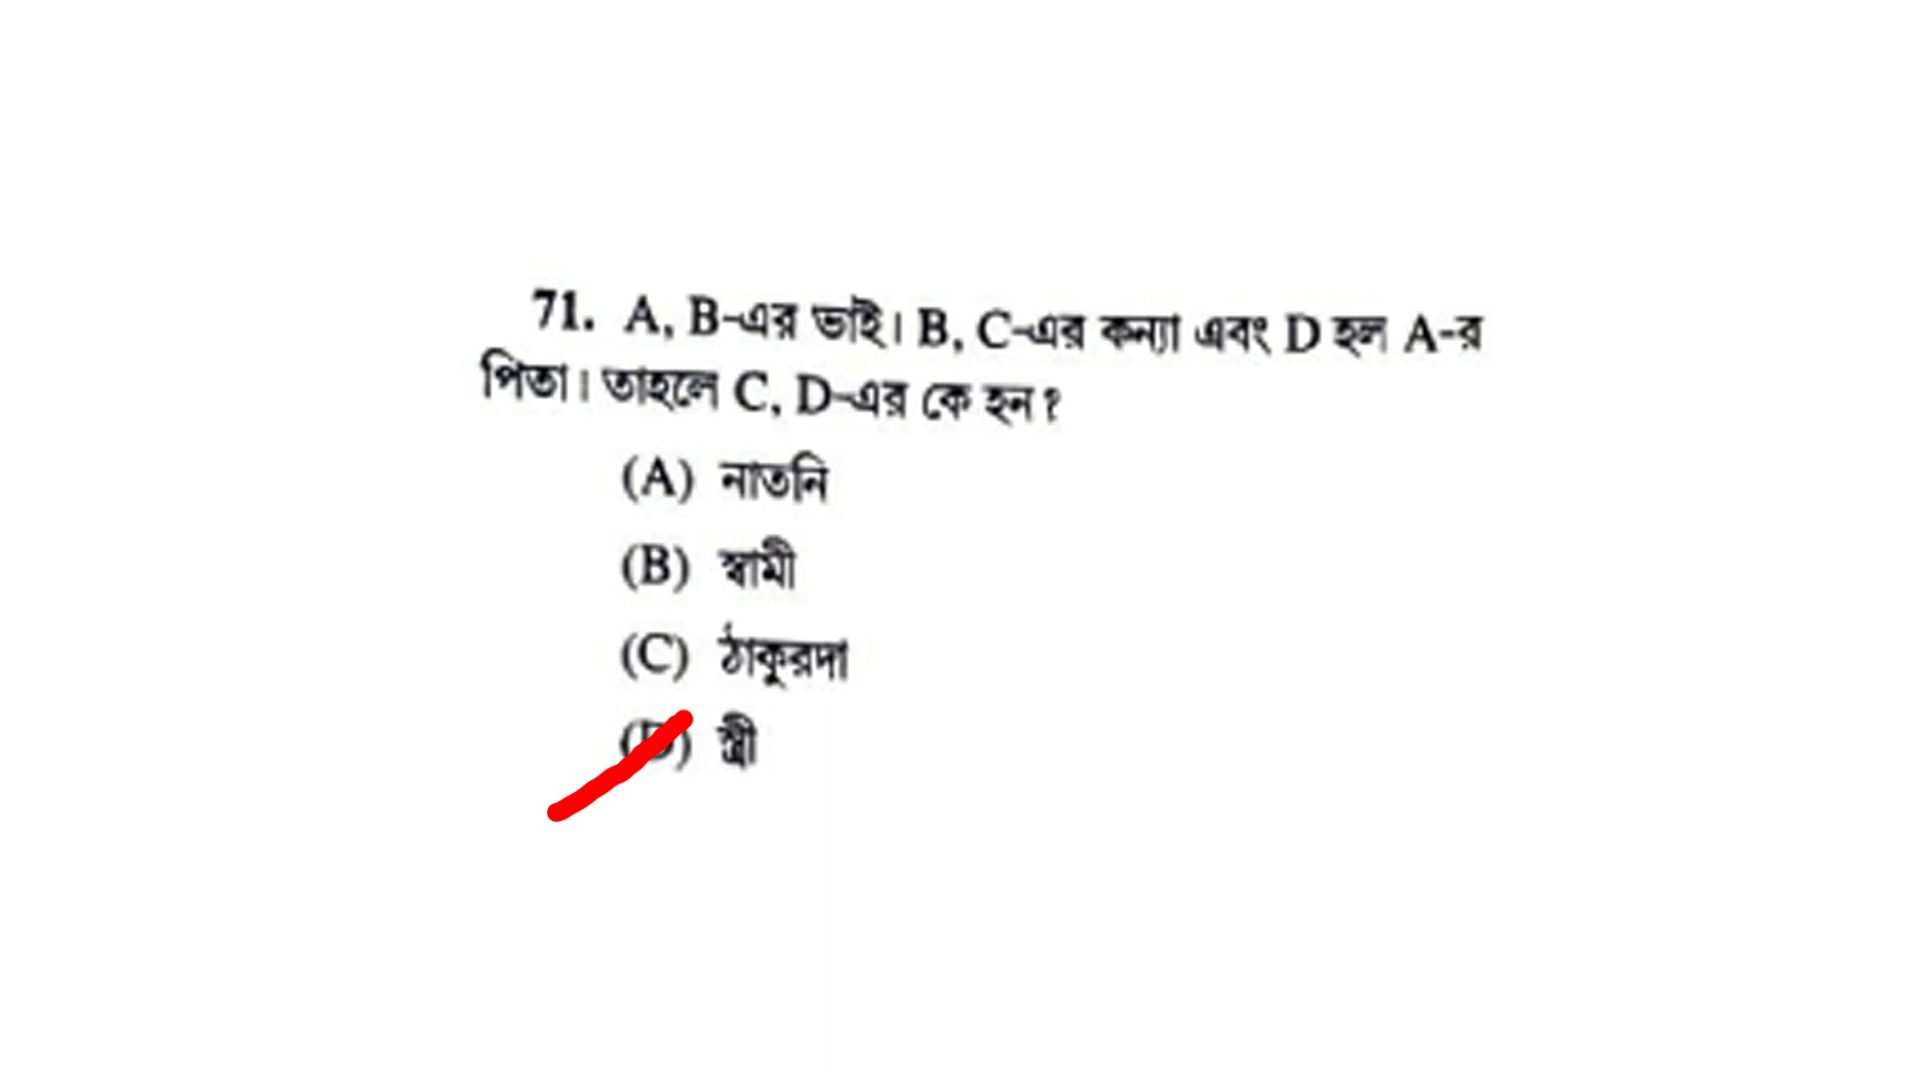 71. A, B-এর ভাই। B, C-এর কন্যা এবং D হল A-র
পিতা। তাহলে C, D-এর কে হন?
(A) নাতনি
(B) স্বামী
(C) ঠাকুরদা
(D) স্ত্রী